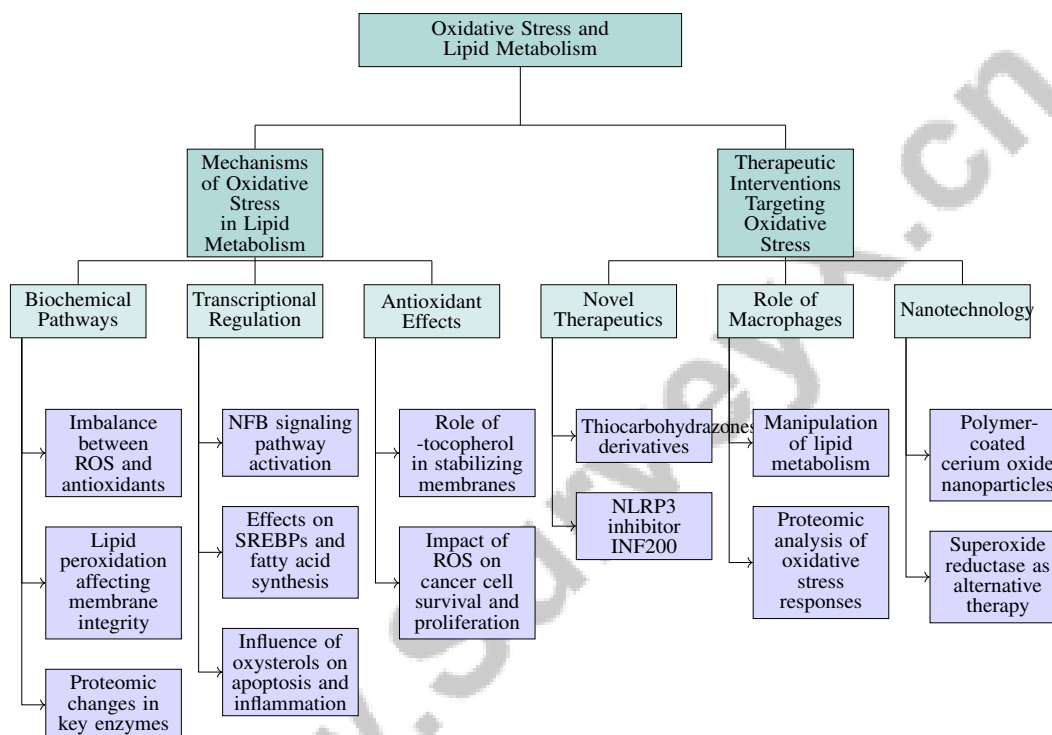 Oxidative Stress and
Lipid Metabolism
Mechanisms
of Oxidative
Stress
in Lipid
Metabolism
Therapeutic
Interventions
Targeting
Oxidative
Stress
Biochemical
Pathways
Transcriptional
Regulation
Antioxidant
Effects
Novel
Therapeutics
Role of
Macrophages
Nanotechnology
Imbalance
between
ROS and
antioxidants
Lipid
peroxidation
affecting
membrane
integrity
Proteomic
changes in
key enzymes
NFB signaling
pathway
activation
Effects on
SREBPs and
fatty acid
synthesis
Influence of
oxysterols on
apoptosis and
inflammation
Role of
-tocopherol
in stabilizing
membranes
Impact of
ROS on
cancer cell
survival and
proliferation
Thiocarbohydrazones
derivatives
NLRP3
inhibitor
INF200
Manipulation
of lipid
metabolism
Proteomic
analysis of
oxidative
stress
responses
Polymer-
coated
cerium oxide
nanoparticles
Superoxide
reductase as
alternative
therapy